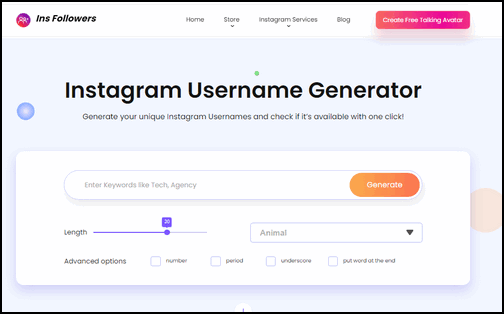 Ins Followers
Home Store Instagram Services Blog Create Free Talking Avatar
Instagram Username Generator
Generate your unique Instagram Usernames and check if it's available with one click!
Enter Keywords like Tech, Agency Generate
20
Length Animal
Advanced options number period underscore put word at the end